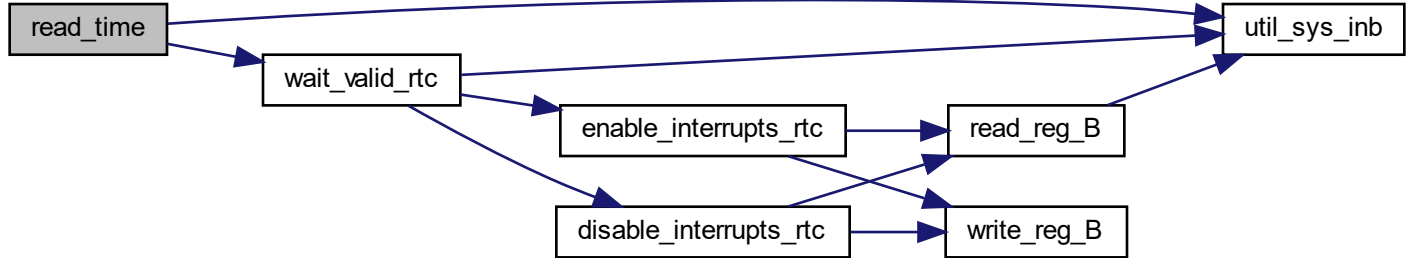 read_time
util_sys_inb
wait_valid_rtc
enable_interrupts_rtc
read_reg_B
disable_interrupts_rtc
write_reg_B